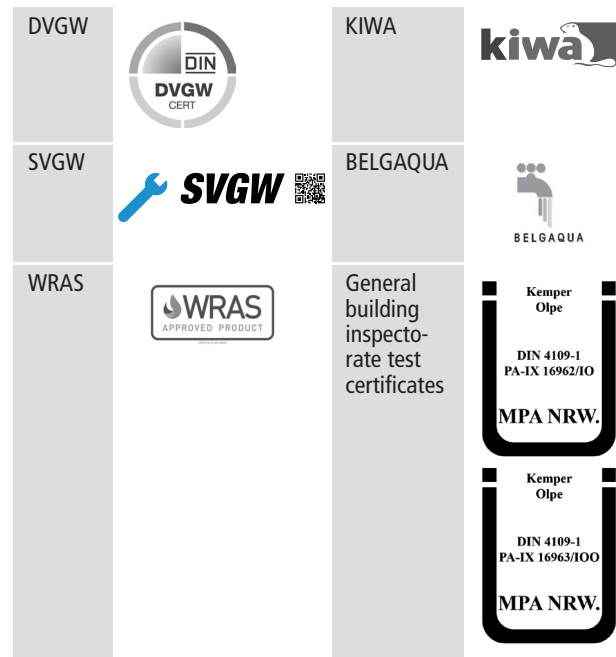 DVGW
DIN
DVGW
CERT
KIWA
kiwa
SVGW
SVGW
BELGAQUA
BELGAQUA
WRAS
WRAS
APPROVED PRODUCT
General
building
inspecto-
rate test
certificates
Kemper
Olpe
DIN 4109-1
PA-IX 16962/IO
MPA NRW.
Kemper
Olpe
DIN 4109-1
PA-IX 16963/IOO
MPA NRW.